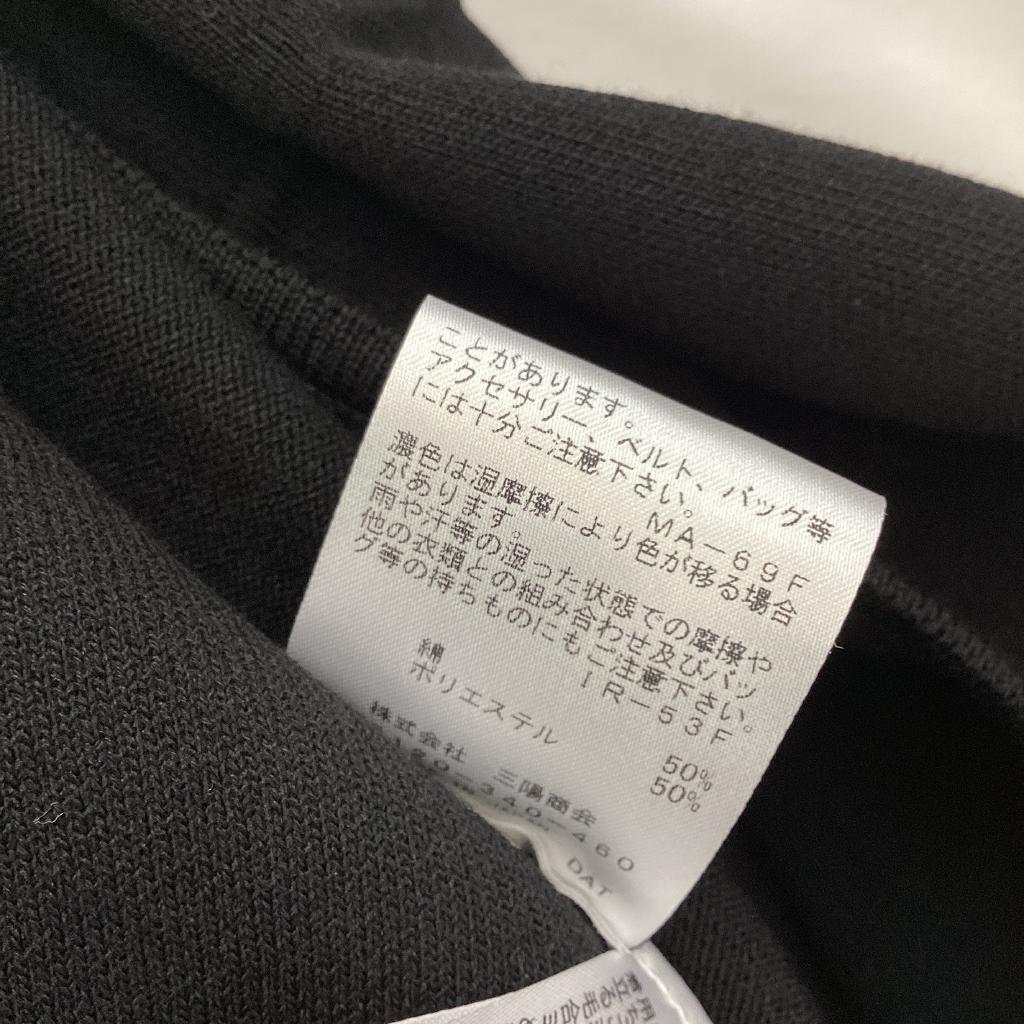 ことがあります。
アクセサリー、ベルト、バッグ等
には十分ご注意下さい。
MA-69F
濃色は湿摩擦により色が移る場合
があります。
雨や汗等の湿った状態での摩擦や
他の衣類との組み合わせ及びバッ
グ等の持ちものにもご注意下さい。
IR-53F
綿 50%
ポリエステル 50%
株式会社 三陽商会
0120-340-460
DAT